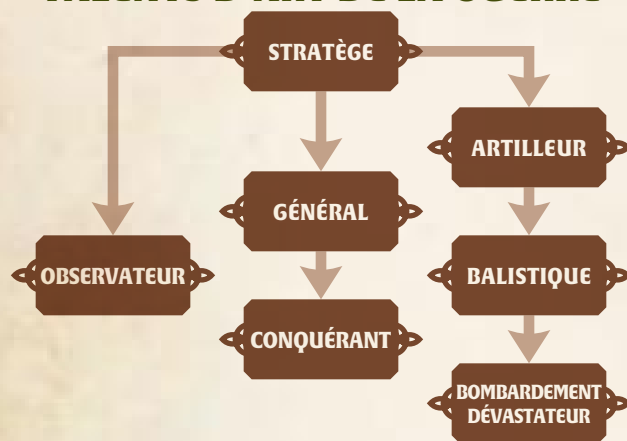 STRATÈGE
ARTILLEUR
GÉNÉRAL
OBSERVATEUR
BALISTIQUE
CONQUÉRANT
BOMBARDEMENT
DÉVASTATEUR